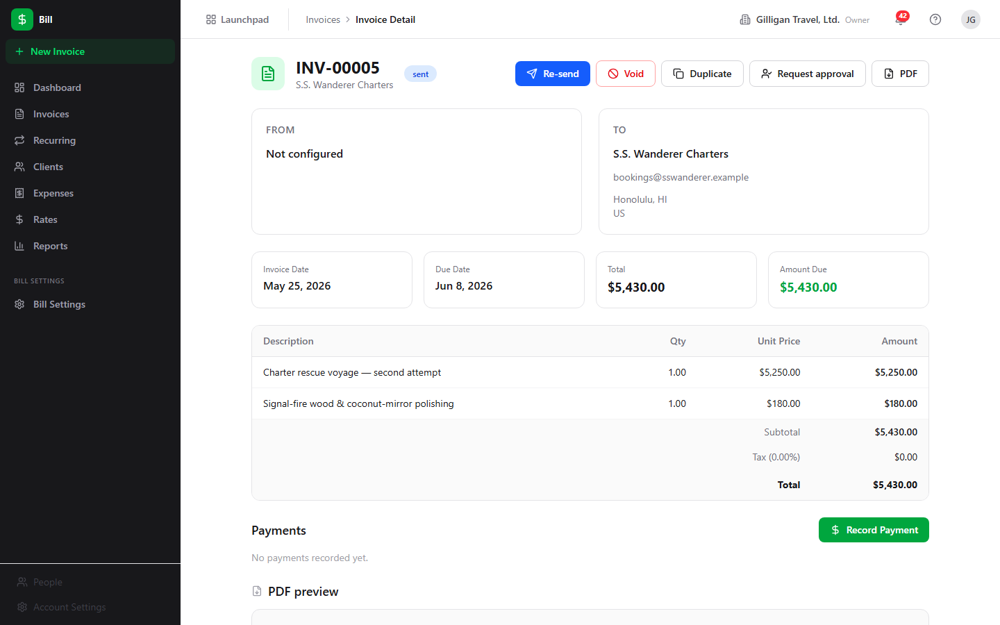 Bill
New Invoice
Dashboard
Invoices
Recurring
Clients
Expenses
Rates
Reports
BILL SETTINGS
Bill Settings
People
Account Settings
Launchpad
Invoices > Invoice Detail
Gilligan Travel, Ltd. Owner
42
JG
INV-00005
S.S. Wanderer Charters
sent
Re-send
Void
Duplicate
Request approval
PDF
FROM
Not configured
TO
S.S. Wanderer Charters
bookings@sswanderer.example
Honolulu, HI
US
Invoice Date
May 25, 2026
Due Date
Jun 8, 2026
Total
$5,430.00
Amount Due
$5,430.00
Description Qty Unit Price Amount
Charter rescue voyage — second attempt 1.00 $5,250.00 $5,250.00
Signal-fire wood & coconut-mirror polishing 1.00 $180.00 $180.00
Subtotal $5,430.00
Tax (0.00%) $0.00
Total $5,430.00
Payments
Record Payment
No payments recorded yet.
PDF preview